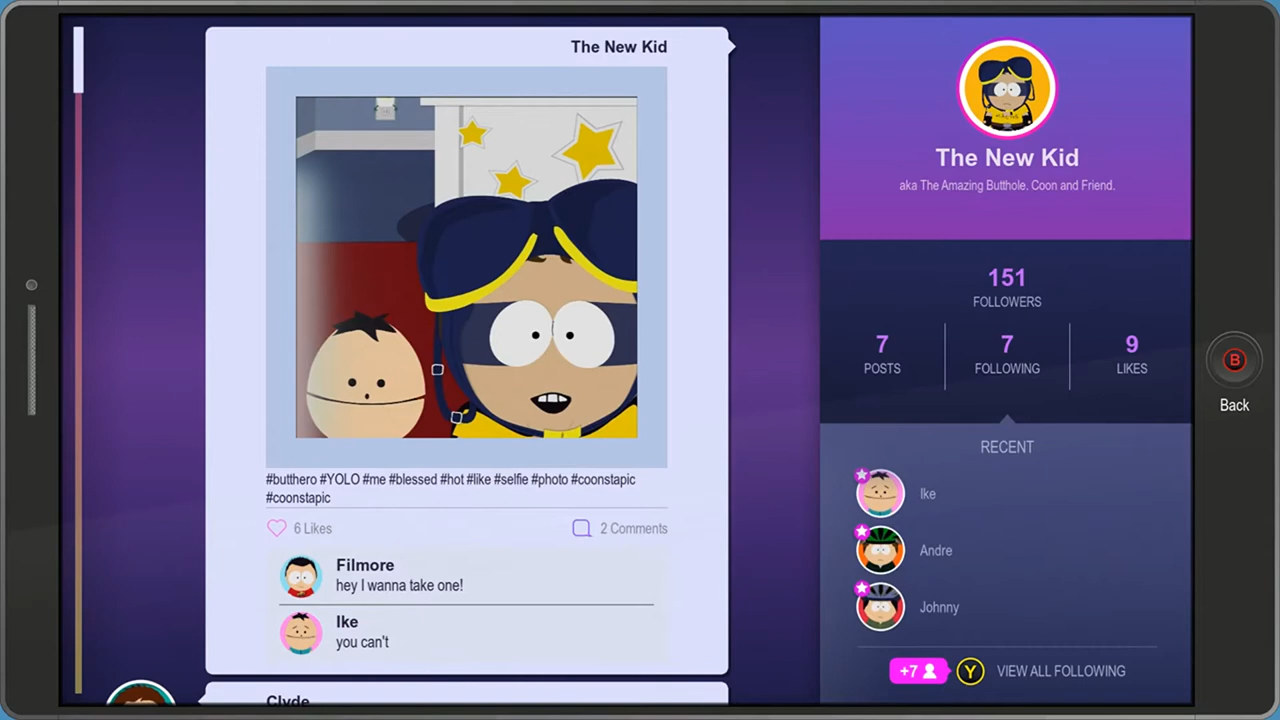 The New Kid
#butthero #YOLO #me #blessed #hot #like #selfie #photo #coonstapic
#coonstapic
6 Likes
2 Comments
Filmore
hey I wanna take one!
Ike
you can't
Clyde
The New Kid
aka The Amazing Butthole. Coon and Friend.
151
FOLLOWERS
7
POSTS
7
FOLLOWING
9
LIKES
RECENT
Ike
Andre
Johnny
+7
Y
VIEW ALL FOLLOWING
B
Back